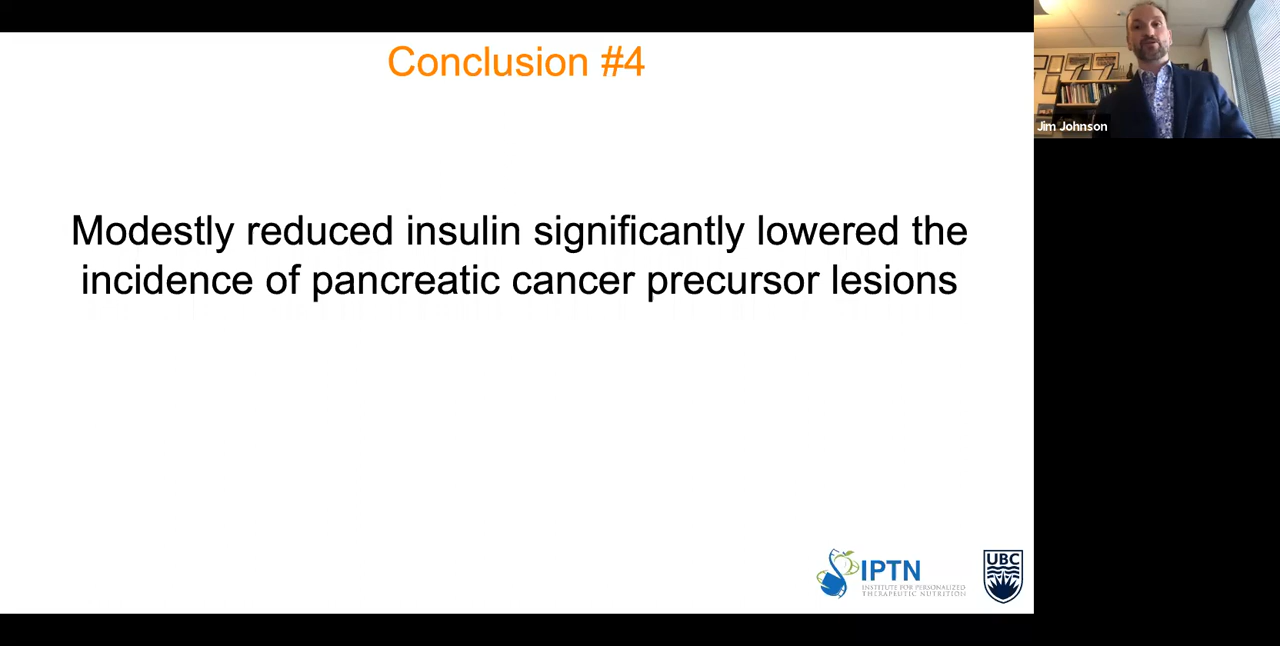 Conclusion #4
Jim Johnson
Modestly reduced insulin significantly lowered the
incidence of pancreatic cancer precursor lesions
IPTN
INSTITUTE FOR PERSONALIZED
THERAPEUTIC NUTRITION
UBC